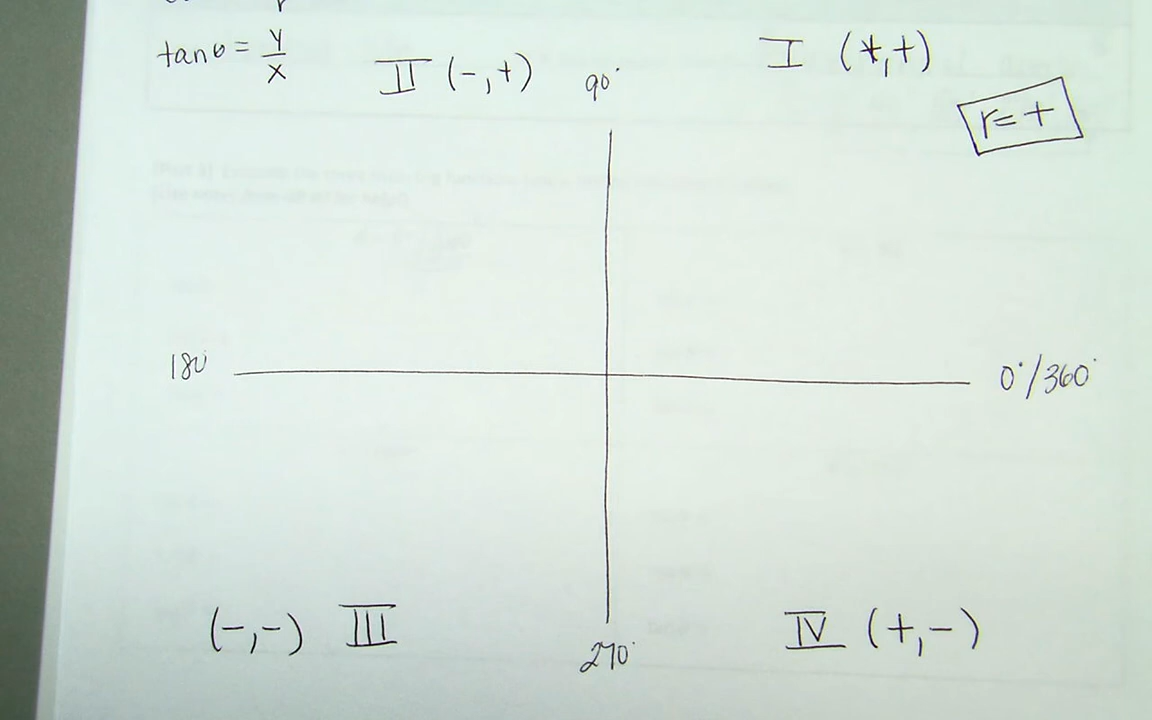 tanθ = y/x
II (-,+)
90°
I (+,+)
r=+
180°
0°/360°
(-,-) III
270°
IV (+,-)